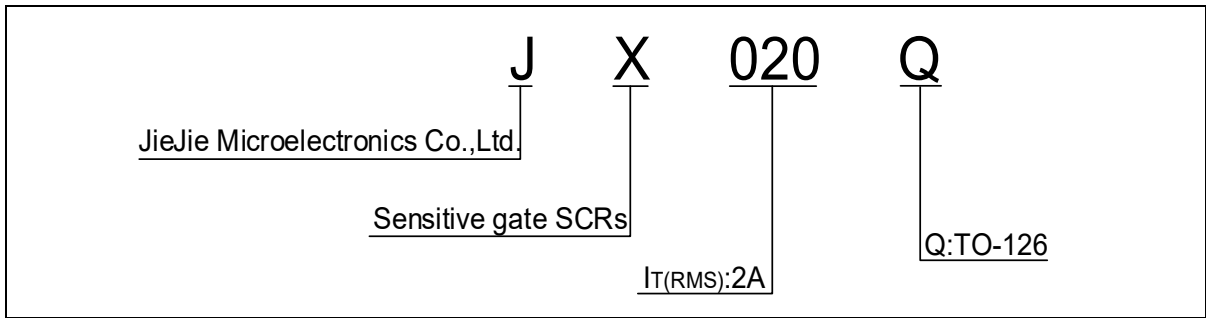 J X 020 Q
JieJie Microelectronics Co.,Ltd.
Sensitive gate SCRs
Q:TO-126
IT(RMS):2A